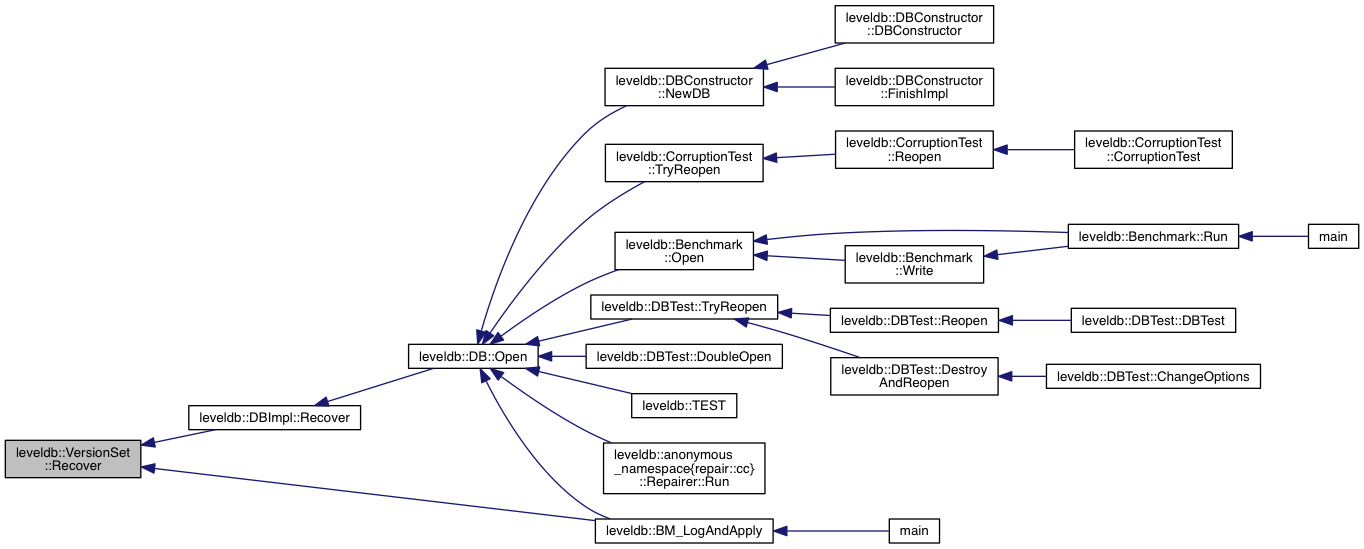 leveldb::VersionSet
::Recover
leveldb::DBImpl::Recover
leveldb::DB::Open
leveldb::DBConstructor
::NewDB
leveldb::DBConstructor
::DBConstructor
leveldb::DBConstructor
::FinishImpl
leveldb::CorruptionTest
::TryReopen
leveldb::CorruptionTest
::Reopen
leveldb::CorruptionTest
::CorruptionTest
leveldb::Benchmark
::Open
leveldb::Benchmark::Run
main
leveldb::Benchmark
::Write
leveldb::DBTest::TryReopen
leveldb::DBTest::Reopen
leveldb::DBTest::DBTest
leveldb::DBTest::Destroy
AndReopen
leveldb::DBTest::ChangeOptions
leveldb::DBTest::DoubleOpen
leveldb::TEST
leveldb::anonymous
_namespace{repair::cc}
::Repairer::Run
leveldb::BM_LogAndApply
main